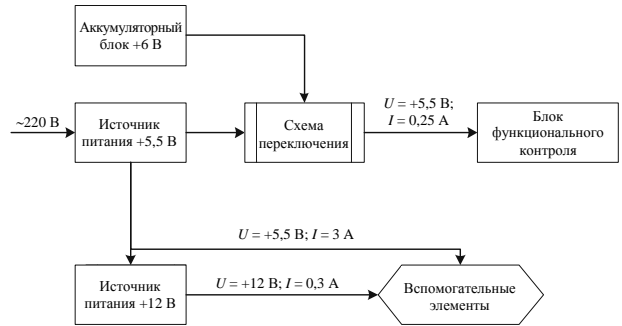 Аккумуляторный
блок +6 В
~220 В
Источник
питания +5,5 В
Схема
переключения
U = +5,5 В;
I = 0,25 А
Блок
функционального
контроля
U = +5,5 В; I = 3 А
Источник
питания +12 В
U = +12 В; I = 0,3 А
Вспомогательные
элементы